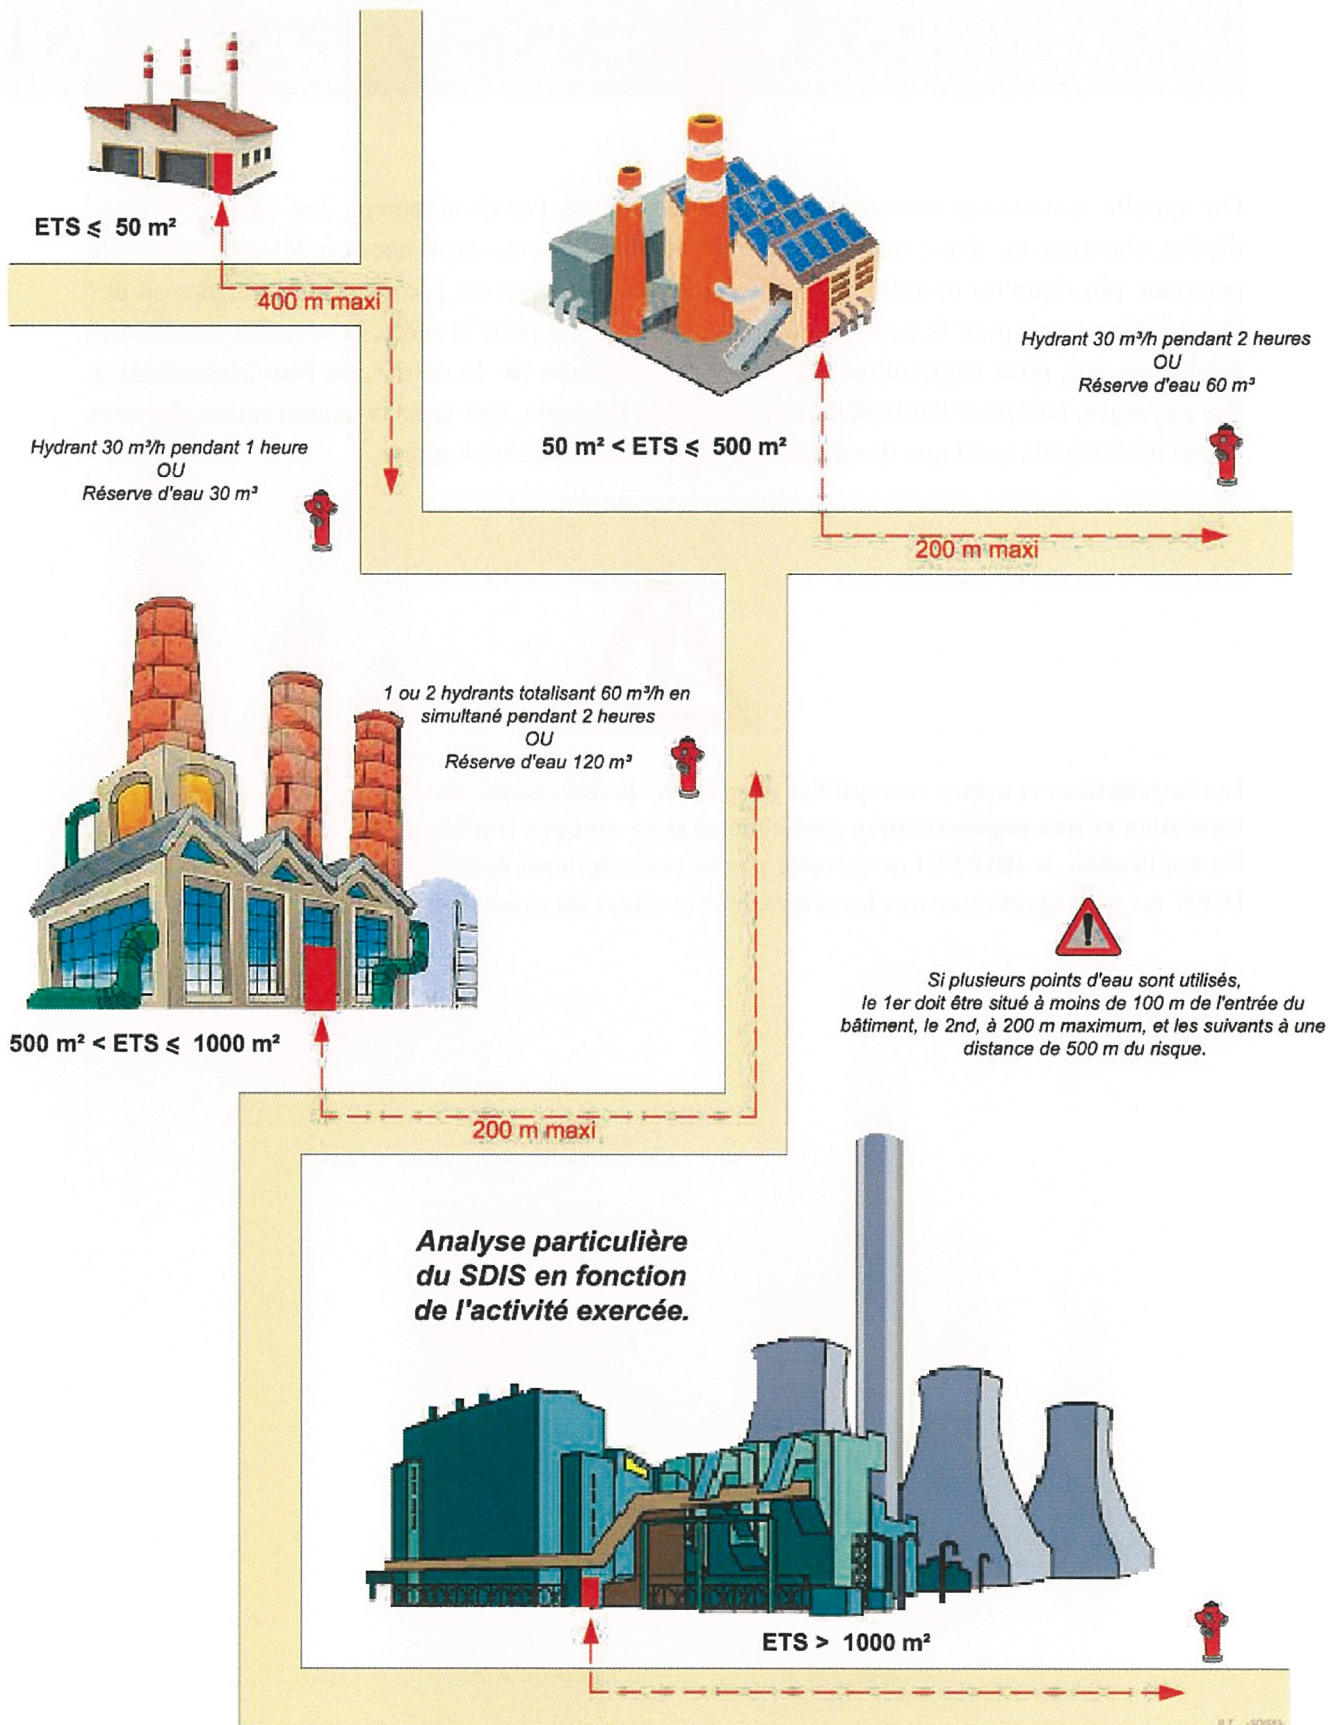 ETS ⩽ 50 m²
400 m maxi
Hydrant 30 m³/h pendant 1 heure
OU
Réserve d'eau 30 m³
50 m² < ETS ⩽ 500 m²
Hydrant 30 m³/h pendant 2 heures
OU
Réserve d'eau 60 m³
200 m maxi
1 ou 2 hydrants totalisant 60 m³/h en
simultané pendant 2 heures
OU
Réserve d'eau 120 m³
500 m² < ETS ⩽ 1000 m²
200 m maxi
Si plusieurs points d'eau sont utilisés,
le 1er doit être situé à moins de 100 m de l'entrée du
bâtiment, le 2nd, à 200 m maximum, et les suivants à une
distance de 500 m du risque.
Analyse particulière
du SDIS en fonction
de l'activité exercée.
ETS > 1000 m²